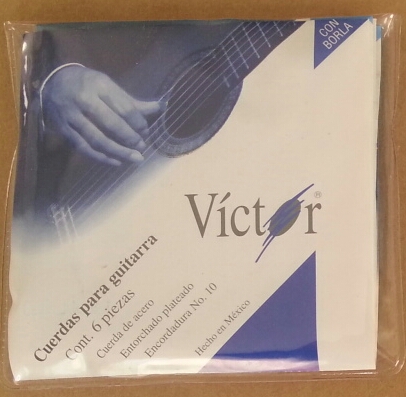 CON
BORLA
Víctor®
Cuerdas para guitarra
Cont. 6 piezas
Cuerda de acero
Entorchado plateado
Encordadura No. 10
Hecho en México